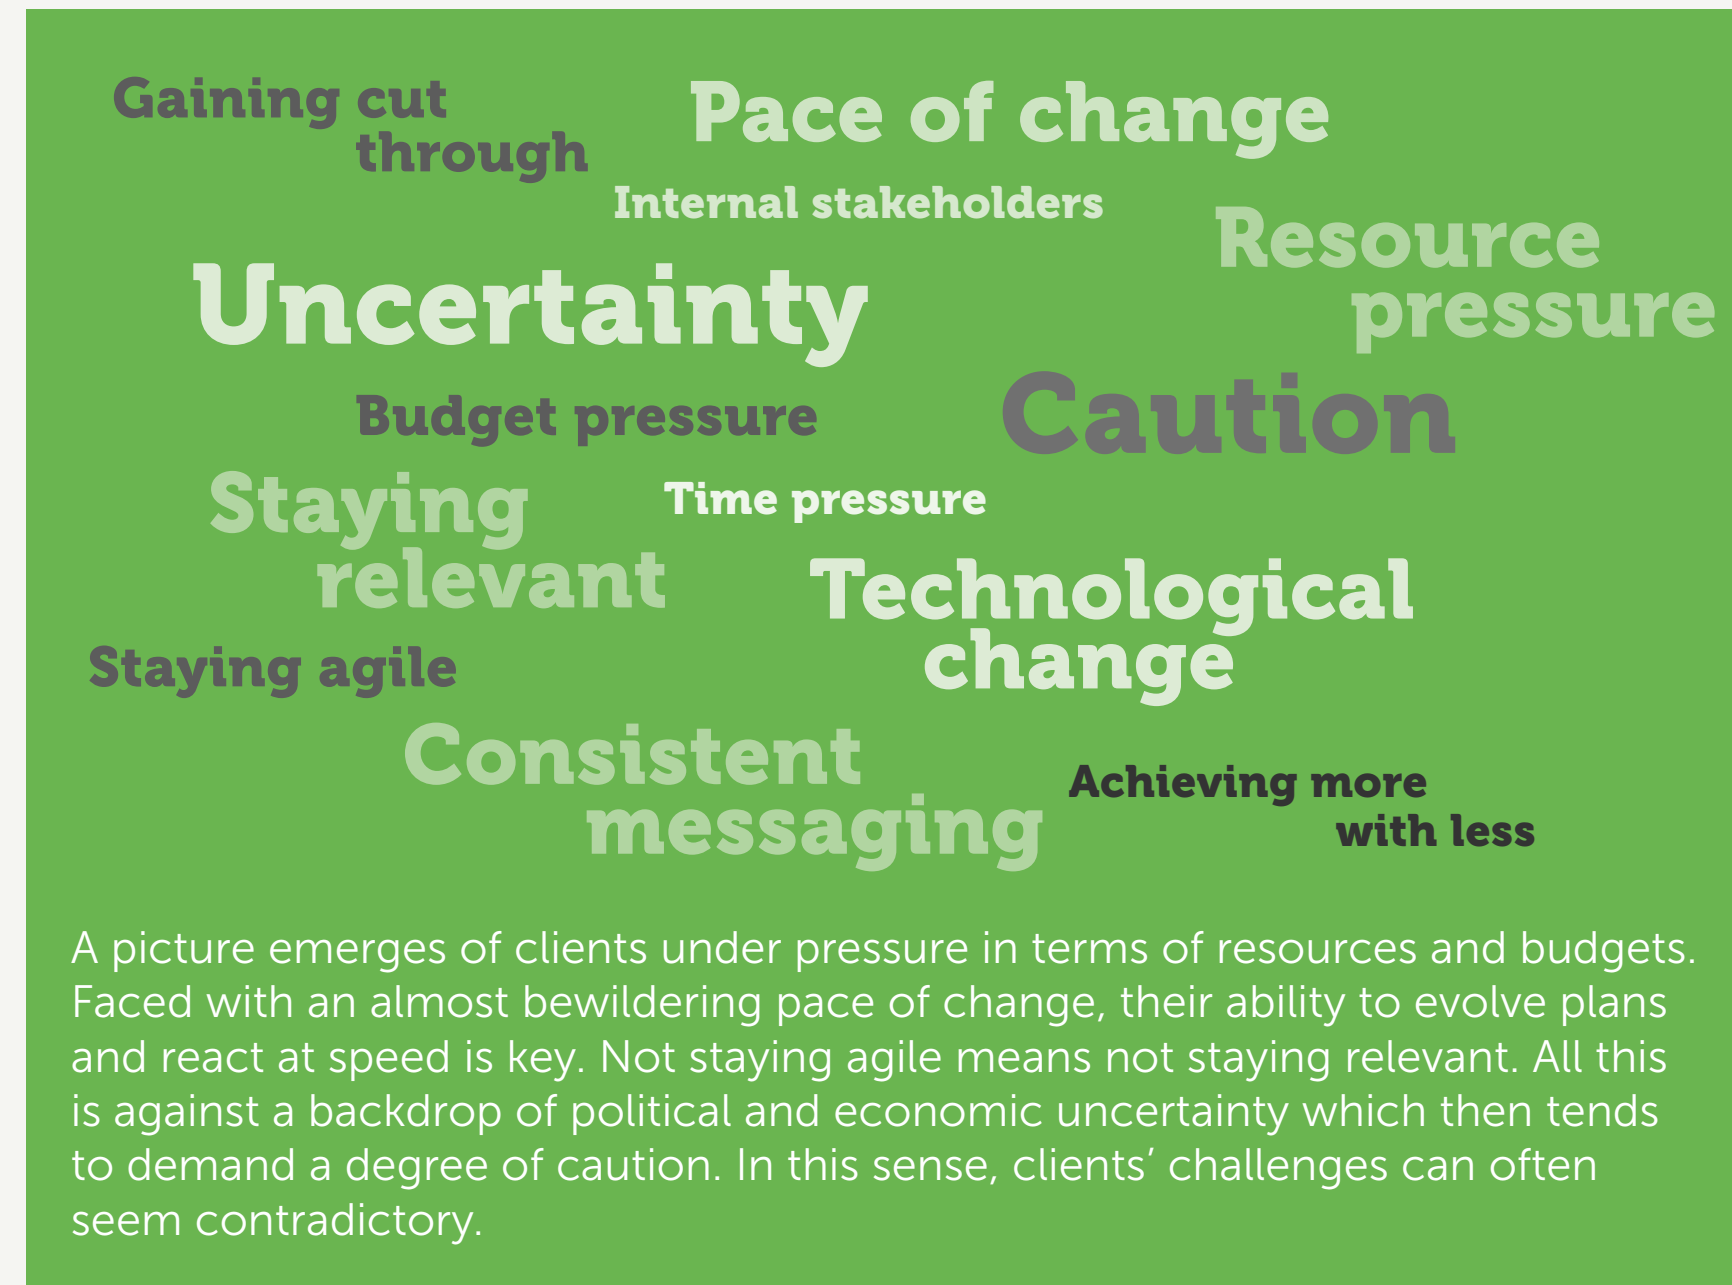 Gaining cut
through
Pace of change
Internal stakeholders
Resource
pressure
Uncertainty
Caution
Budget pressure
Staying
relevant
Time pressure
Technological
change
Staying agile
Consistent
messaging
Achieving more
with less
A picture emerges of clients under pressure in terms of resources and budgets.
Faced with an almost bewildering pace of change, their ability to evolve plans
and react at speed is key. Not staying agile means not staying relevant. All this
is against a backdrop of political and economic uncertainty which then tends
to demand a degree of caution. In this sense, clients’ challenges can often
seem contradictory.